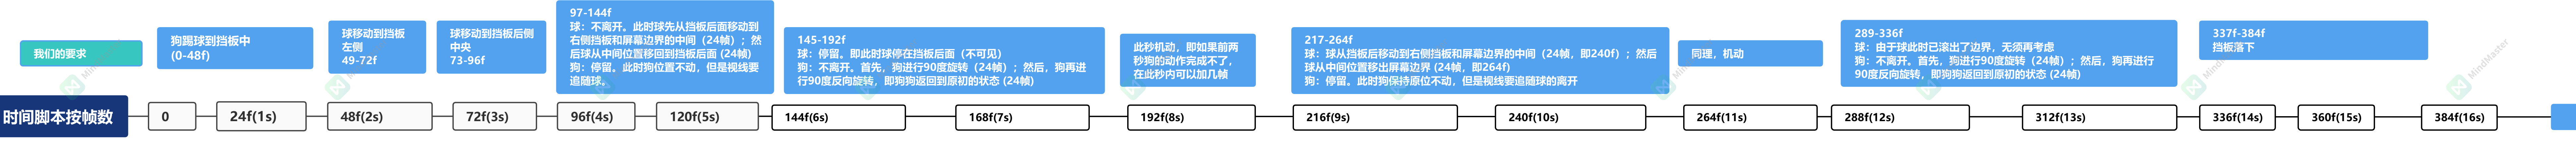 我们的要求
狗踢球到挡板中
(0-48f)
球移动到挡板
左侧
49-72f
球移动到挡板后侧
中央
73-96f
97-144f
球：不离开。此时球先从挡板后面移动到
右侧挡板和屏幕边界的中间（24帧）；然
后球从中间位置移回到挡板后面 (24帧)
狗：停留。此时狗位置不动，但是视线要
追随球。
145-192f
球：停留。即此时球停在挡板后面（不可见）
狗：不离开。首先，狗进行90度旋转（24帧）；然后，狗再进
行90度反向旋转，即狗狗返回到原初的状态 (24帧)
此秒机动，即如果前两
秒狗的动作完成不了，
在此秒内可以加几帧
217-264f
球：球从挡板后移动到右侧挡板和屏幕边界的中间（24帧，即240f）；然后
球从中间位置移出屏幕边界 (24帧，即264f)
狗：停留。此时狗保持原位不动，但是视线要追随球的离开
同理，机动
289-336f
球：由于球此时已滚出了边界，无须再考虑
狗：不离开。首先，狗进行90度旋转（24帧）；然后，狗再进行
90度反向旋转，即狗狗返回到原初的状态 (24帧)
337f-384f
挡板落下
时间脚本按帧数
0
24f(1s)
48f(2s)
72f(3s)
96f(4s)
120f(5s)
144f(6s)
168f(7s)
192f(8s)
216f(9s)
240f(10s)
264f(11s)
288f(12s)
312f(13s)
336f(14s)
360f(15s)
384f(16s)
MindMaster